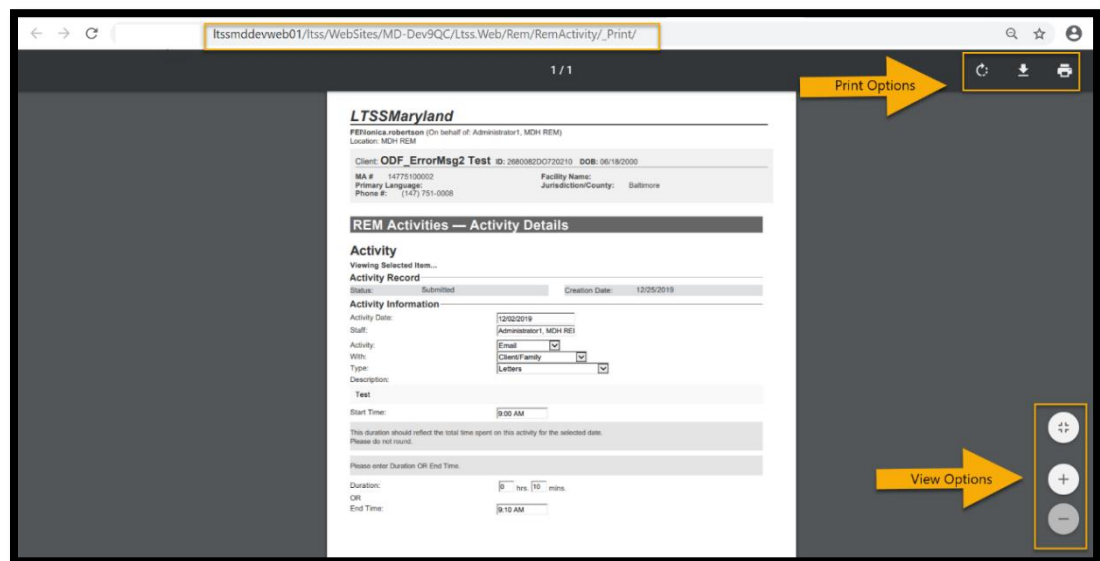 ltssmddevweb01/ltss/WebSites/MD-Dev9QC/Ltss.Web/Rem/RemActivity/_Print/
1 / 1
Print Options
LTSSMaryland
FEI\lonica.robertson (On behalf of: Administrator1, MDH REM)
Location: MDH REM
Client: ODF_ErrorMsg2 Test ID: 2680082DO720210 DOB: 06/18/2000
MA # 14775100002 Facility Name:
Primary Language: Jurisdiction/County: Baltimore
Phone #: (147) 751-0008
REM Activities — Activity Details
Activity
Viewing Selected Item...
Activity Record
Status: Submitted Creation Date: 12/25/2019
Activity Information
Activity Date: 12/02/2019
Staff: Administrator1, MDH REI
Activity: Email
With: Client/Family
Type: Letters
Description:
Test
Start Time: 9:00 AM
This duration should reflect the total time spent on this activity for the selected date.
Please do not round.
Please enter Duration OR End Time.
View Options
Duration: 0 hrs. 10 mins.
OR
End Time: 9:10 AM